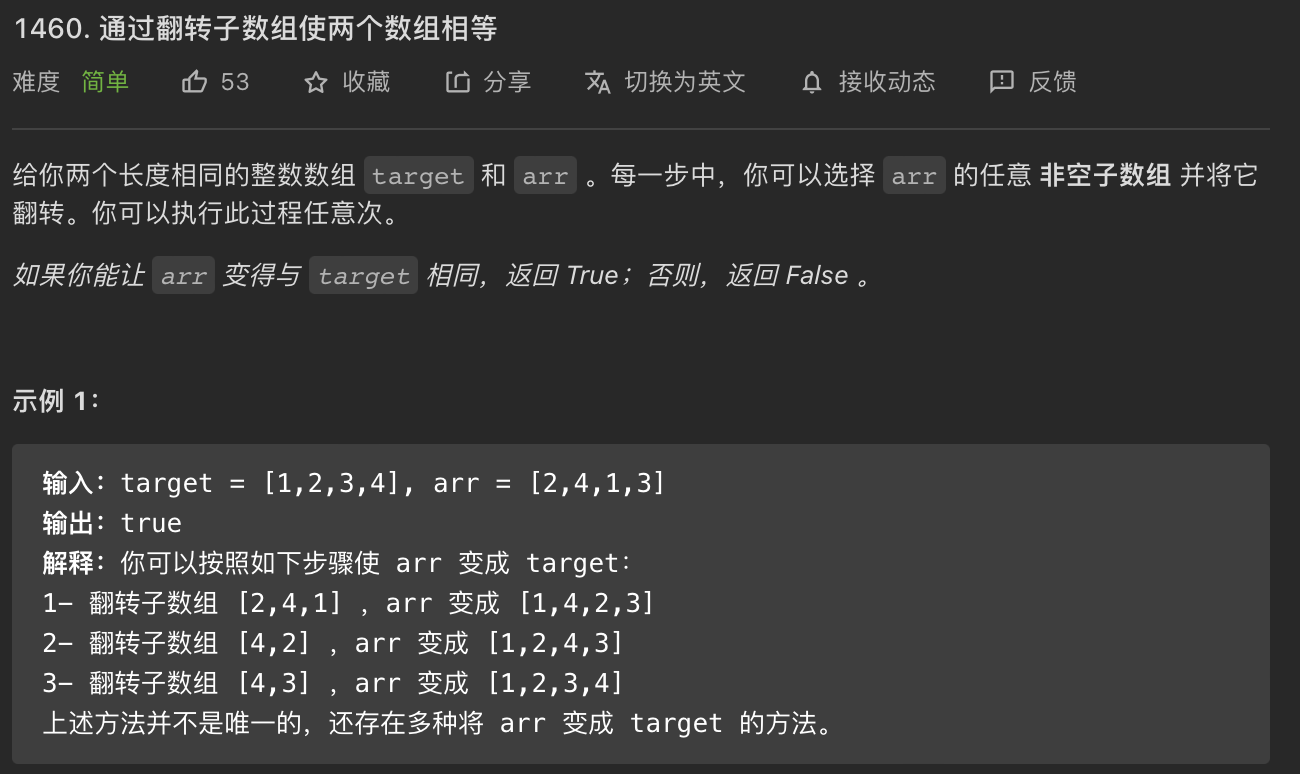 1460. 通过翻转子数组使两个数组相等
难度 简单 53 收藏 分享 切换为英文 接收动态 反馈
给你两个长度相同的整数数组 target 和 arr 。每一步中，你可以选择 arr 的任意 非空子数组 并将它
翻转。你可以执行此过程任意次。
如果你能让 arr 变得与 target 相同，返回 True；否则，返回 False 。
示例 1：
输入：target = [1,2,3,4], arr = [2,4,1,3]
输出：true
解释：你可以按照如下步骤使 arr 变成 target：
1- 翻转子数组 [2,4,1] ，arr 变成 [1,4,2,3]
2- 翻转子数组 [4,2] ，arr 变成 [1,2,4,3]
3- 翻转子数组 [4,3] ，arr 变成 [1,2,3,4]
上述方法并不是唯一的，还存在多种将 arr 变成 target 的方法。